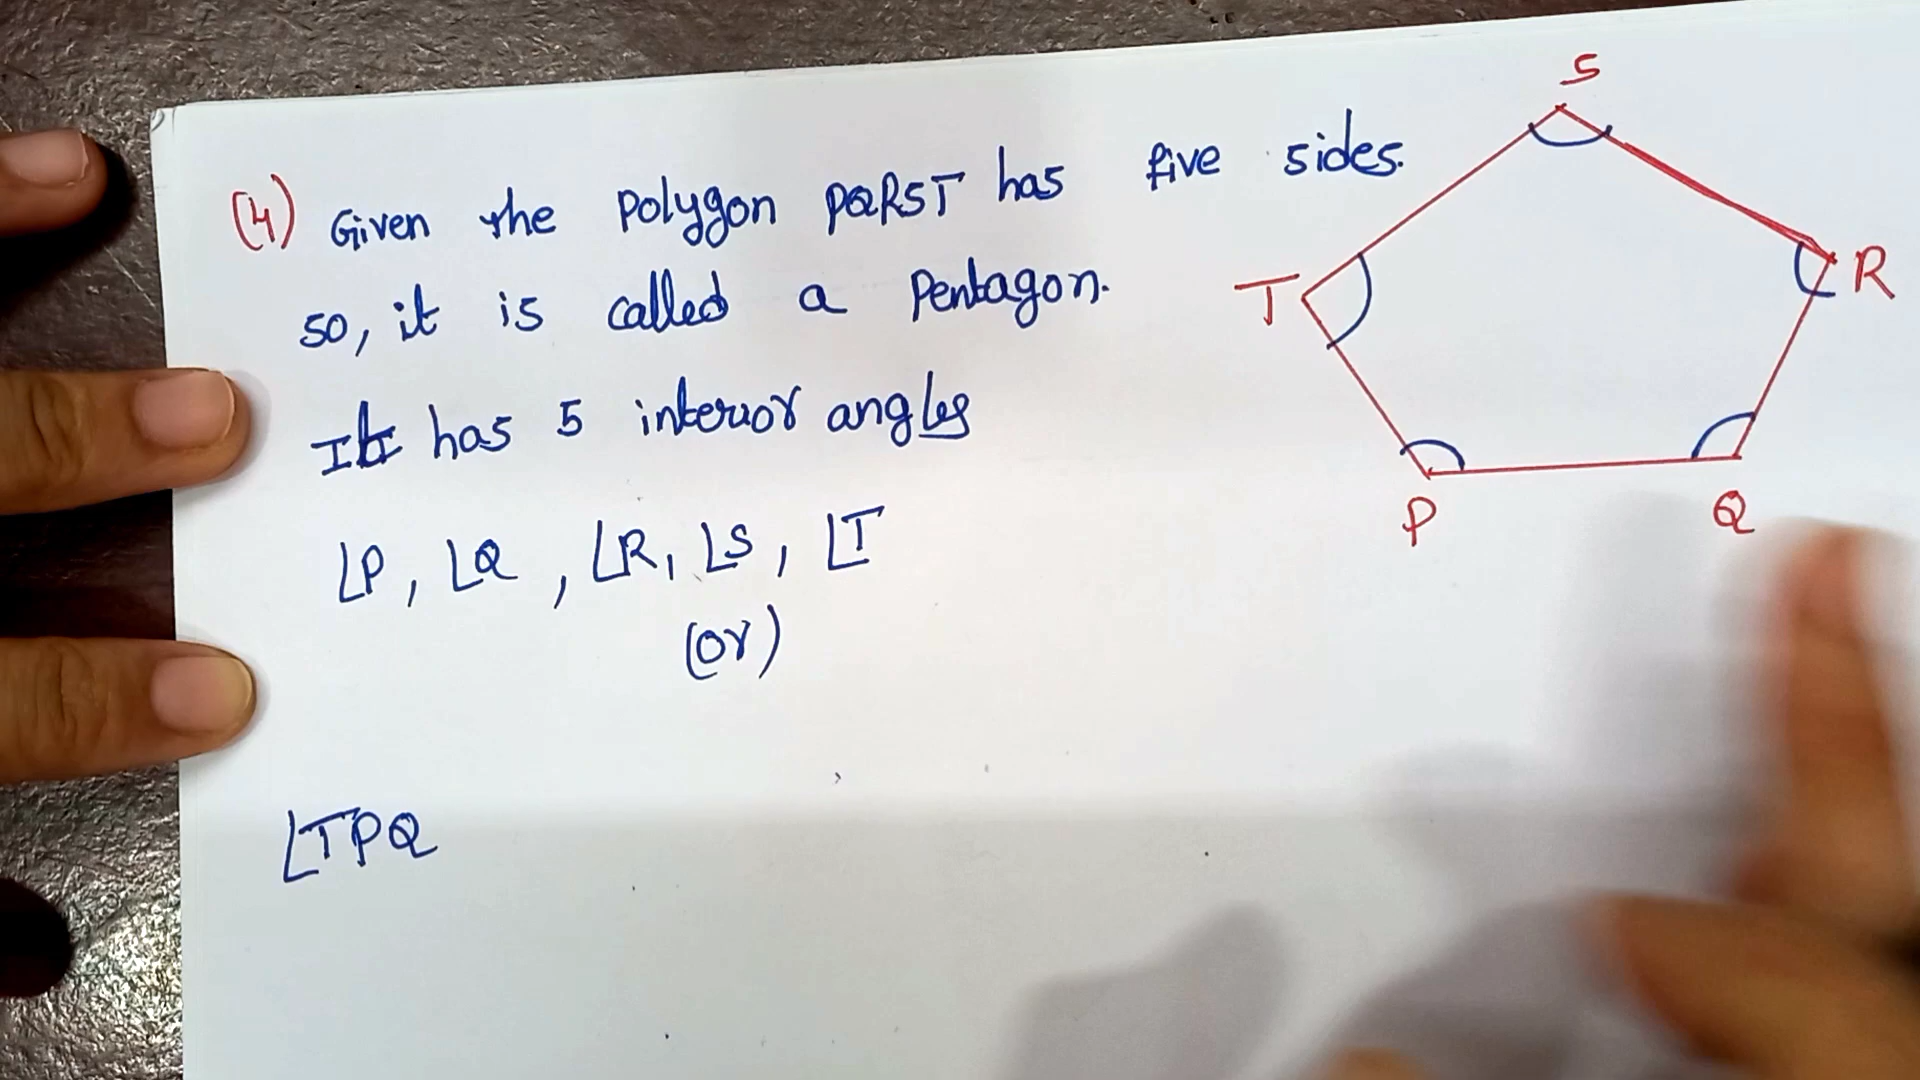 (4) Given the Polygon PQRST has five sides.
so, it is called a Pentagon.
It has 5 interior angles
∠P, ∠Q, ∠R, ∠S, ∠T
(or)
∠TPQ
S
T
R
P
Q